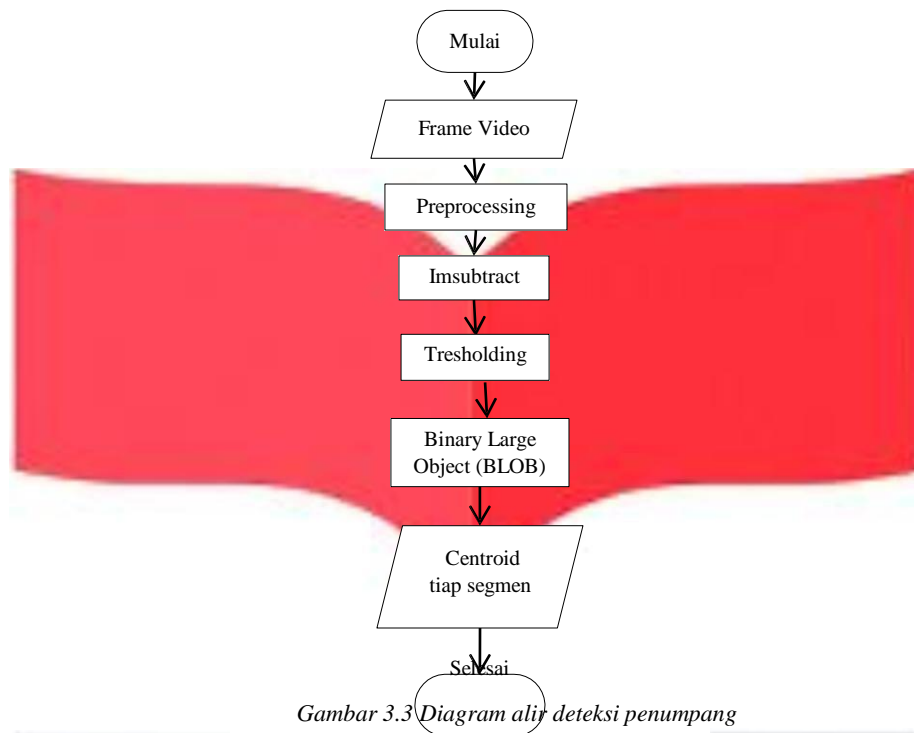 Mulai
Frame Video
Preprocessing
Imsubtract
Tresholding
Binary Large
Object (BLOB)
Centroid
tiap segmen
Selesai
Gambar 3.3 Diagram alir deteksi penumpang